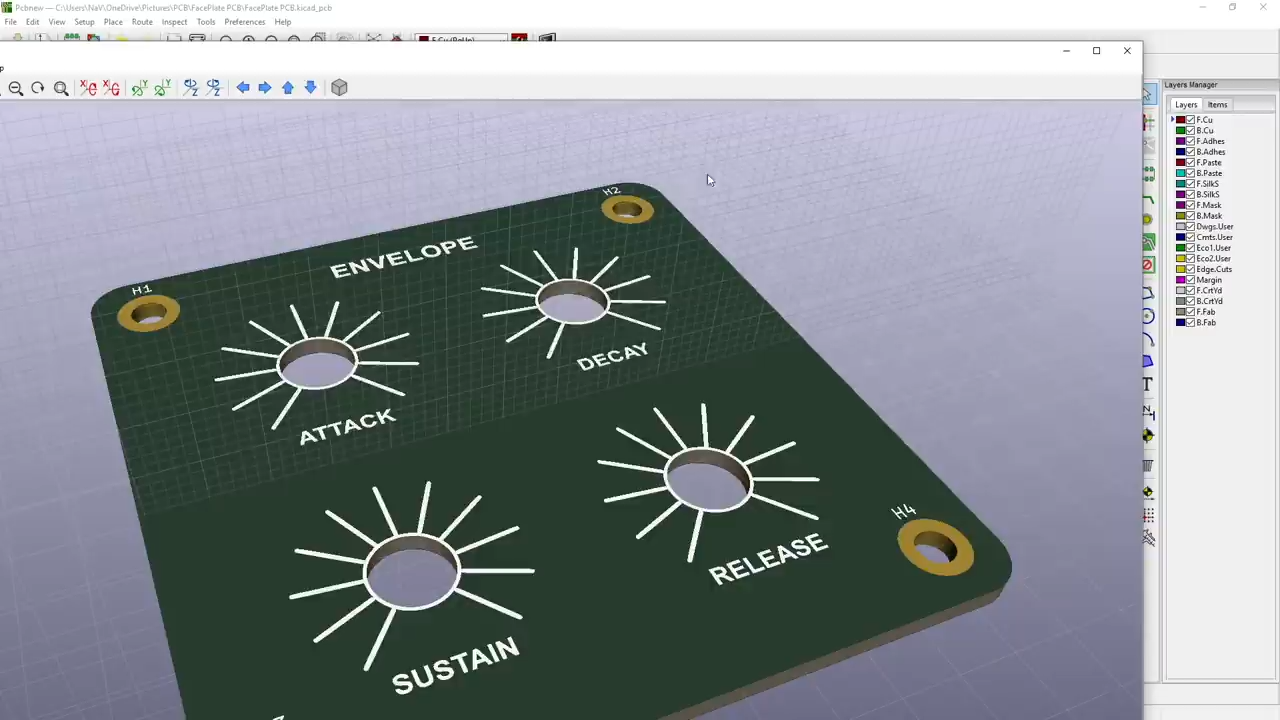 Pcbnew — C:\Users\NaV\OneDrive\Pictures\PCB\FacePlate PCB\FacePlate PCB.kicad_pcb
File Edit View Setup Place Route Inspect Tools Preferences Help
Layers Manager
Layers Items
F.Cu
B.Cu
F.Adhes
B.Adhes
F.Paste
B.Paste
F.SilkS
B.SilkS
F.Mask
B.Mask
Dwgs.User
Cmts.User
Eco1.User
Eco2.User
Edge.Cuts
Margin
F.CrtYd
B.CrtYd
F.Fab
B.Fab
H2
ENVELOPE
H1
DECAY
ATTACK
H4
RELEASE
SUSTAIN